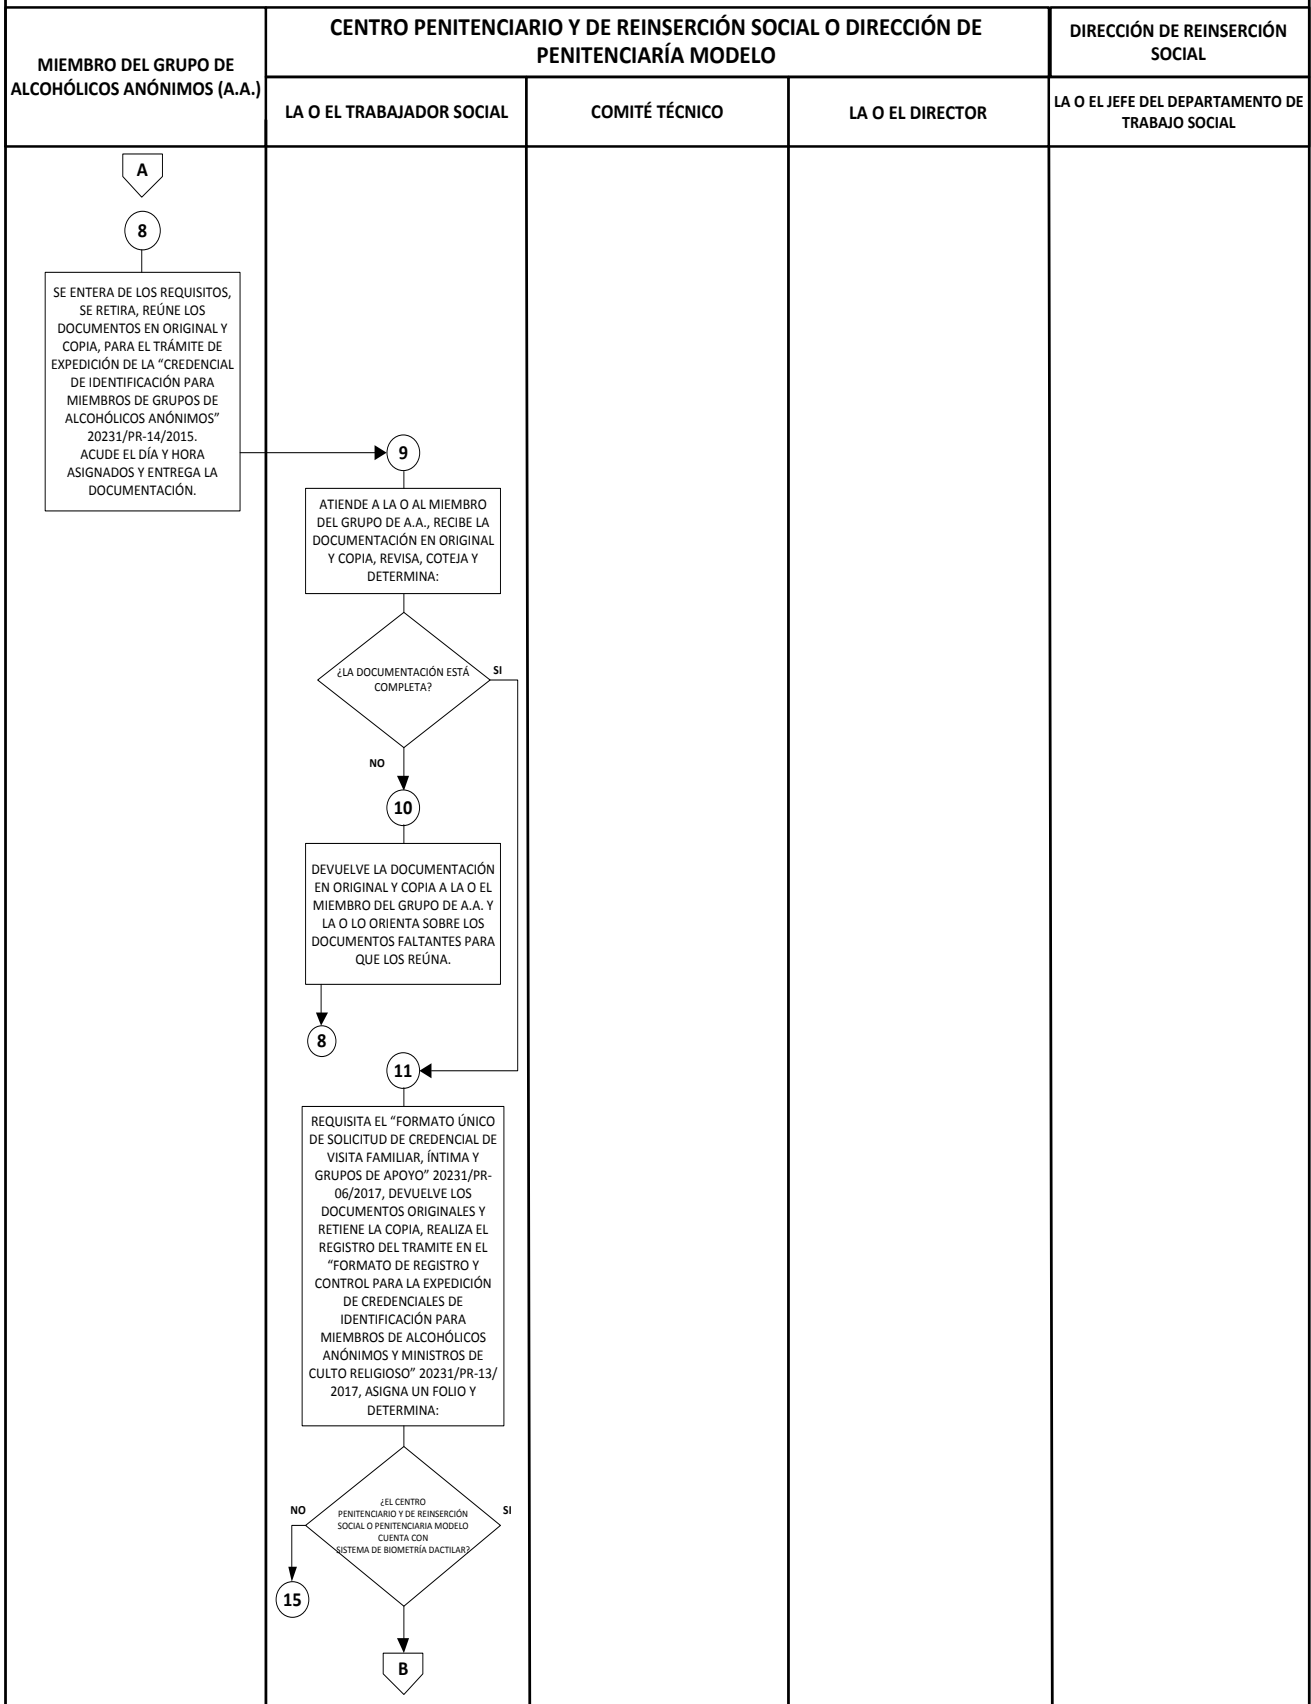 MIEMBRO DEL GRUPO DE
ALCOHÓLICOS ANÓNIMOS (A.A.)
CENTRO PENITENCIARIO Y DE REINSERCIÓN SOCIAL O DIRECCIÓN DE
PENITENCIARÍA MODELO
DIRECCIÓN DE REINSERCIÓN
SOCIAL
LA O EL TRABAJADOR SOCIAL
COMITÉ TÉCNICO
LA O EL DIRECTOR
LA O EL JEFE DEL DEPARTAMENTO DE
TRABAJO SOCIAL
A
8
SE ENTERA DE LOS REQUISITOS,
SE RETIRA, REÚNE LOS
DOCUMENTOS EN ORIGINAL Y
COPIA, PARA EL TRÁMITE DE
EXPEDICIÓN DE LA “CREDENCIAL
DE IDENTIFICACIÓN PARA
MIEMBROS DE GRUPOS DE
ALCOHÓLICOS ANÓNIMOS”
20231/PR-14/2015.
ACUDE EL DÍA Y HORA
ASIGNADOS Y ENTREGA LA
DOCUMENTACIÓN.
9
ATIENDE A LA O AL MIEMBRO
DEL GRUPO DE A.A., RECIBE LA
DOCUMENTACIÓN EN ORIGINAL
Y COPIA, REVISA, COTEJA Y
DETERMINA:
¿LA DOCUMENTACIÓN ESTÁ
COMPLETA?
SI
NO
10
DEVUELVE LA DOCUMENTACIÓN
EN ORIGINAL Y COPIA A LA O EL
MIEMBRO DEL GRUPO DE A.A. Y
LA O LO ORIENTA SOBRE LOS
DOCUMENTOS FALTANTES PARA
QUE LOS REÚNA.
8
11
REQUISITA EL “FORMATO ÚNICO
DE SOLICITUD DE CREDENCIAL DE
VISITA FAMILIAR, ÍNTIMA Y
GRUPOS DE APOYO” 20231/PR-
06/2017, DEVUELVE LOS
DOCUMENTOS ORIGINALES Y
RETIENE LA COPIA, REALIZA EL
REGISTRO DEL TRAMITE EN EL
“FORMATO DE REGISTRO Y
CONTROL PARA LA EXPEDICIÓN
DE CREDENCIALES DE
IDENTIFICACIÓN PARA
MIEMBROS DE ALCOHÓLICOS
ANÓNIMOS Y MINISTROS DE
CULTO RELIGIOSO” 20231/PR-13/
2017, ASIGNA UN FOLIO Y
DETERMINA:
¿EL CENTRO
PENITENCIARIO Y DE REINSERCIÓN
SOCIAL O PENITENCIARIA MODELO
CUENTA CON
SISTEMA DE BIOMETRÍA DACTILAR?
NO
SI
15
B